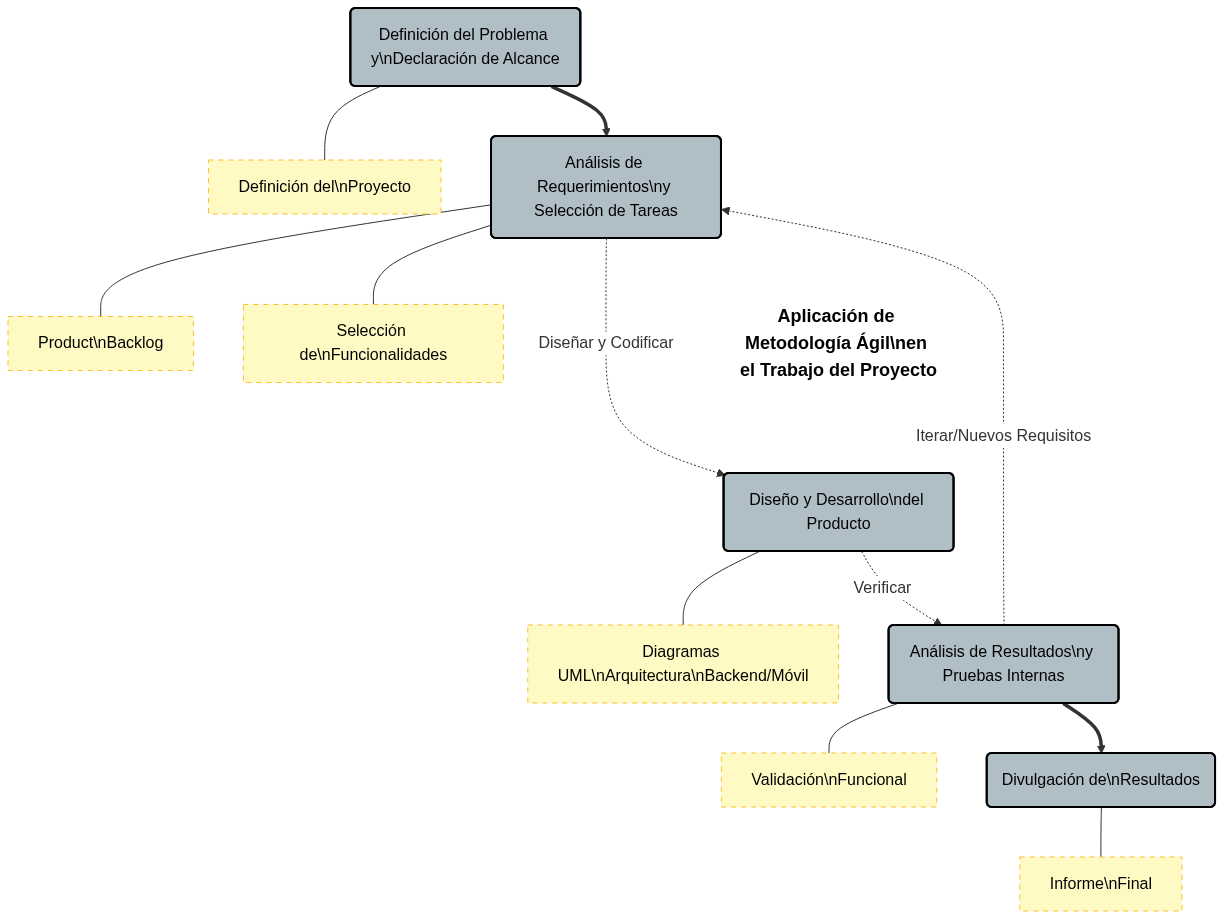 Definición del Problema
y\nDeclaración de Alcance
Análisis de
Requerimientos\ny
Selección de Tareas
Definición del\nProyecto
Product\nBacklog
Selección
de\nFuncionalidades
Diseñar y Codificar
Aplicación de
Metodología Ágil\nen
el Trabajo del Proyecto
Iterar/Nuevos Requisitos
Diseño y Desarrollo\ndel
Producto
Verificar
Diagramas
UML\nArquitectura\nBackend/Móvil
Análisis de Resultados\ny
Pruebas Internas
Validación\nFuncional
Divulgación de\nResultados
Informe\nFinal